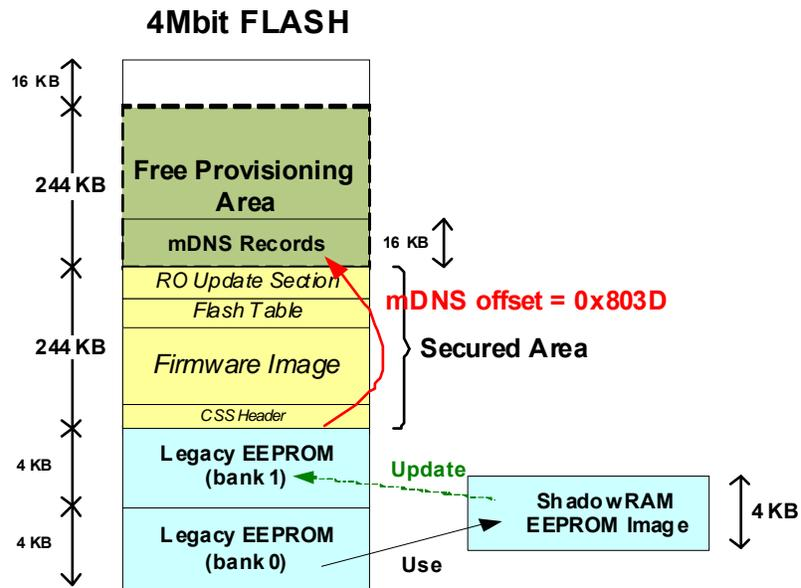 4Mbit FLASH
16 KB
Free Provisioning
Area
244 KB
mDNS Records
16 KB
RO Update Section
mDNS offset = 0x803D
Flash Table
244 KB
Secured Area
Firmware Image
CSS Header
Legacy EEPROM
(bank 1)
4 KB
Update
ShadowRAM
EEPROM Image
4 KB
Legacy EEPROM
(bank 0)
4 KB
Use